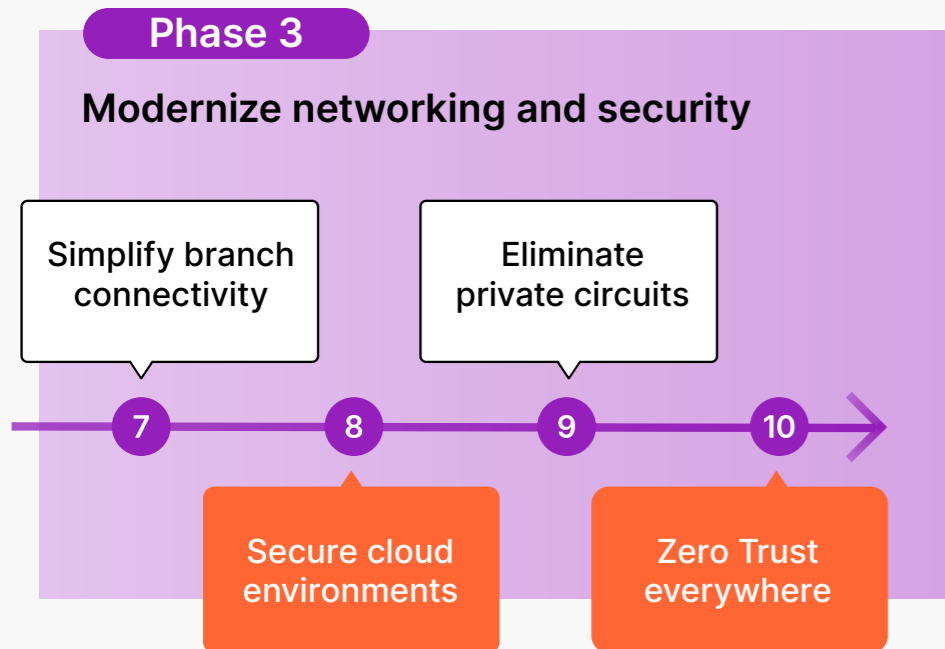 Phase 3
Modernize networking and security
Simplify branch
connectivity
Eliminate
private circuits
7
8
9
10
Secure cloud
environments
Zero Trust
everywhere